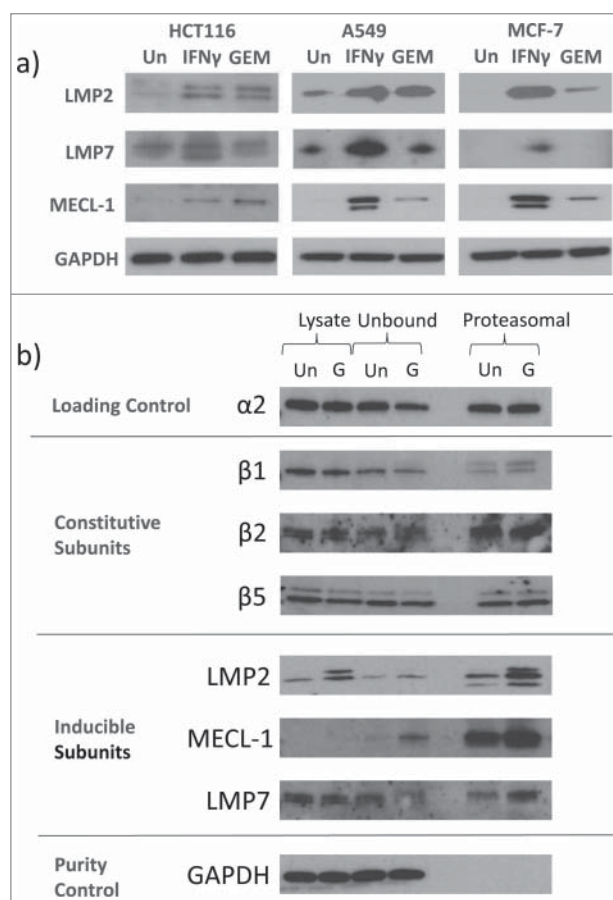 HCT116 A549 MCF-7
a) Un IFNγ GEM Un IFNγ GEM Un IFNγ GEM
LMP2
LMP7
MECL-1
GAPDH
Lysate Unbound Proteasomal
b) Un G Un G Un G
Loading Control α2
β1
Constitutive Subunits β2
β5
LMP2
Inducible Subunits MECL-1
LMP7
Purity Control GAPDH